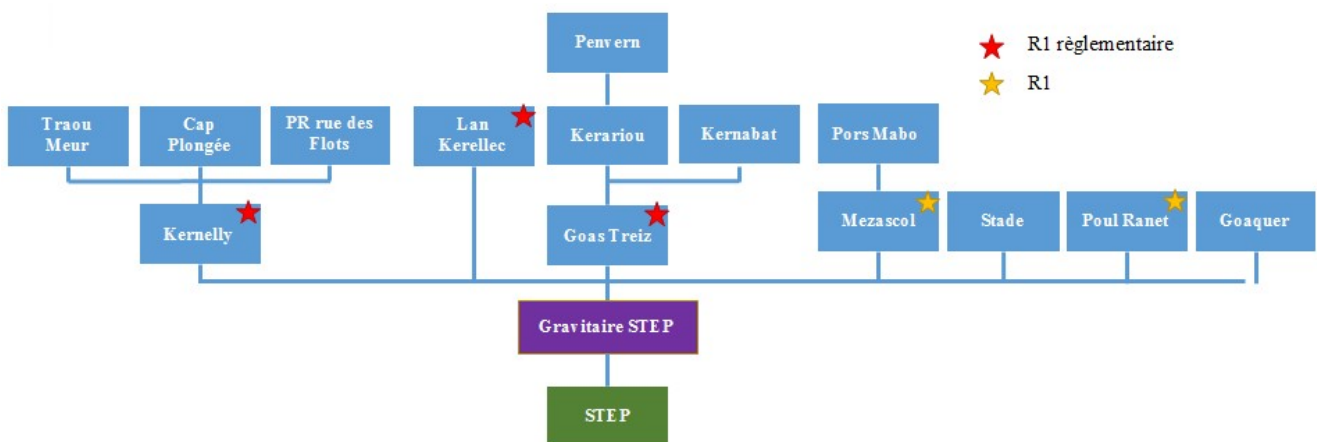 Penvern
R1 règlementaire
R1
Traou
Meur
Cap
Plongée
PR rue des
Flots
Lan
Kerellec
Kerariou
Kernabat
Pors Mabo
Kernelly
Goas Treiz
Mezascol
Stade
Poul Ranet
Goaquer
Gravitaire STEP
STEP